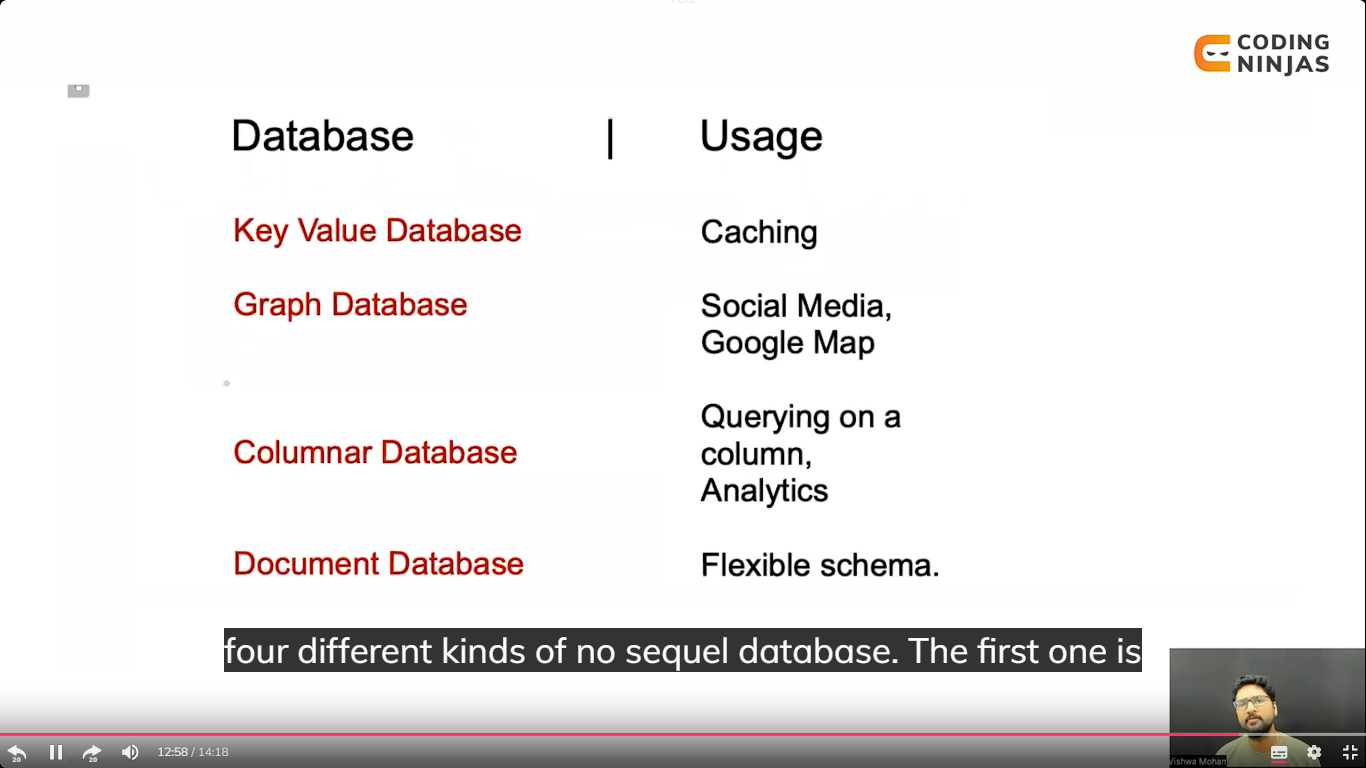 CODING
NINJAS
Database | Usage
Key Value Database Caching
Graph Database Social Media,
Google Map
Querying on a
Columnar Database column,
Analytics
Document Database Flexible schema.
four different kinds of no sequel database. The first one is
Vishwa Mohan
20 20 12:58 / 14:18